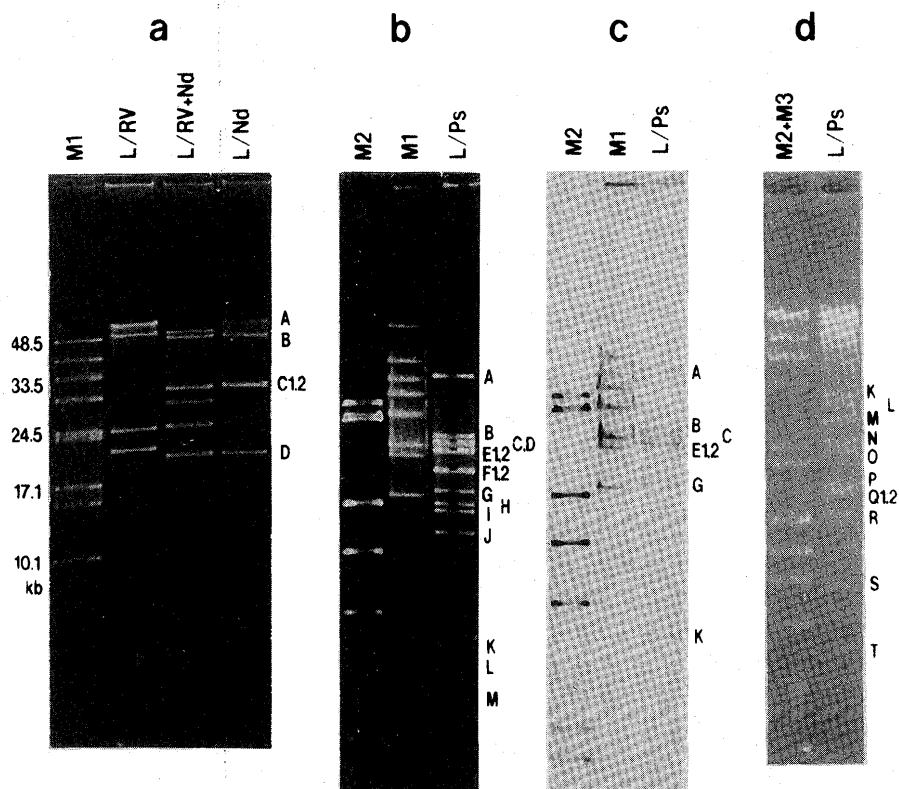 a b c d
M1 L/RV L/RV+Nd L/Nd
M2 M1 L/Ps
M2 M1 L/Ps
M2+M3 L/Ps
48.5
33.5
24.5
17.1
10.1
kb
A
B
C1.2
D
A
B C,D
E1.2
F1.2
G H
I
J
K
L
M
A
B C
E1.2
G
K
K L
M
N
O
P
Q1.2
R
S
T